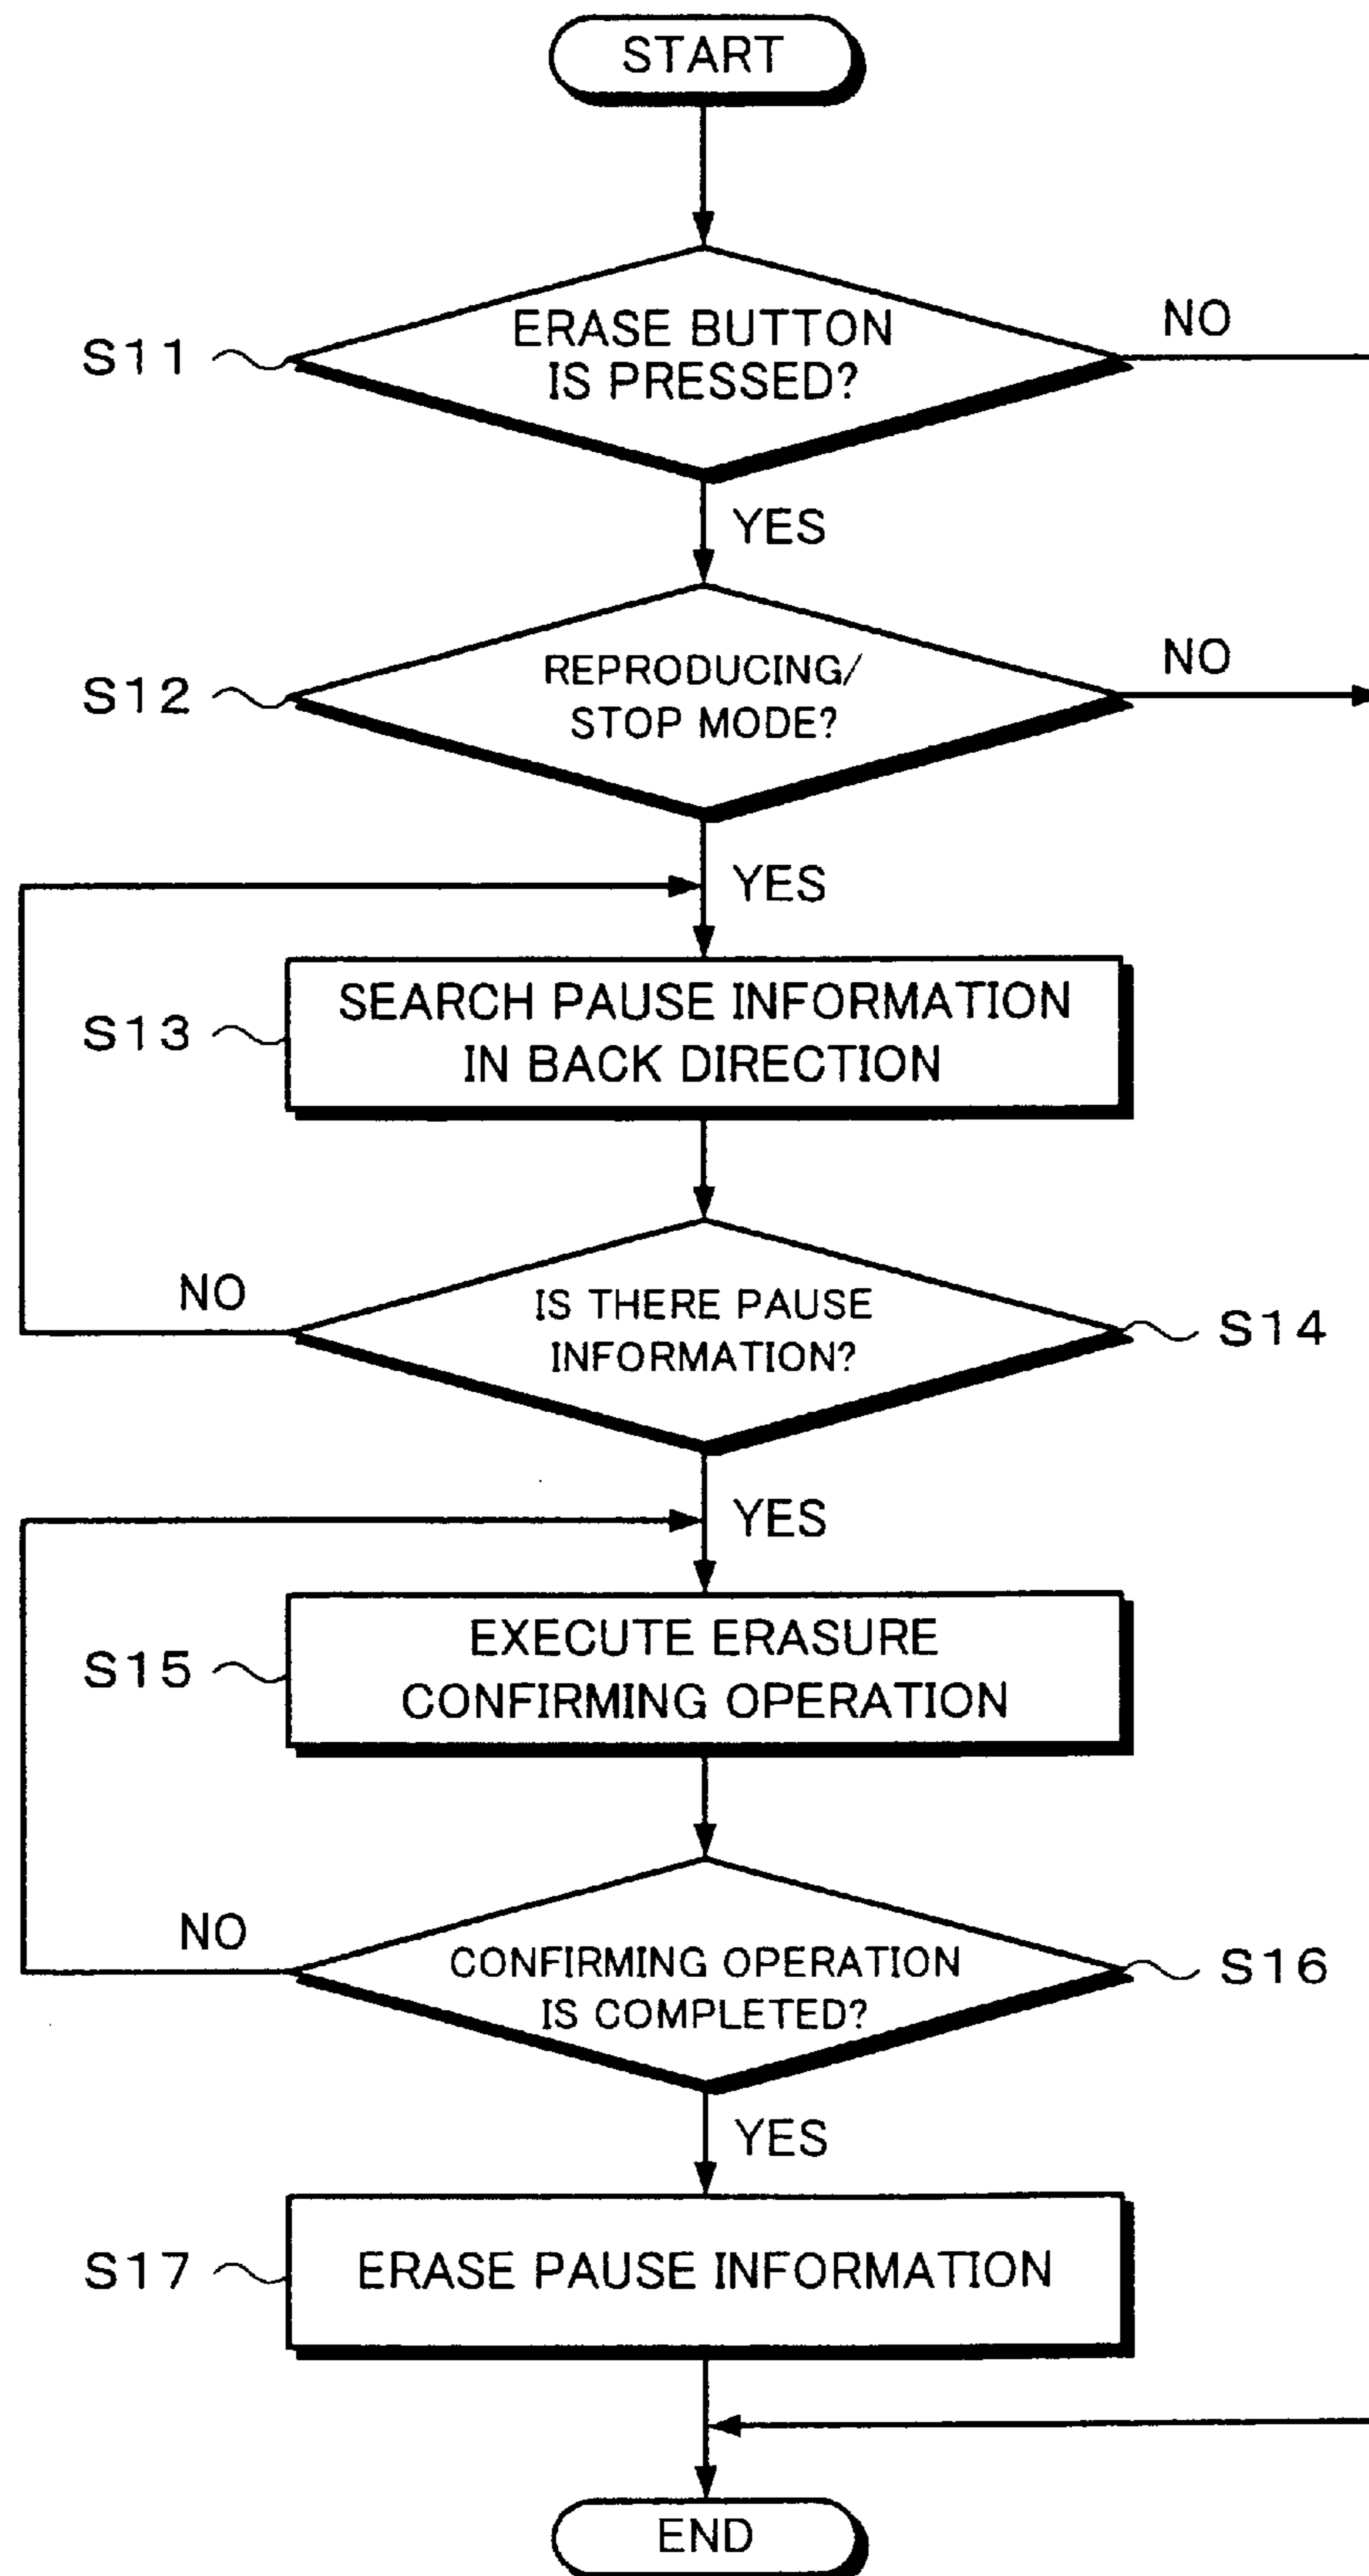 START
S11
ERASE BUTTON
IS PRESSED?
NO
YES
S12
REPRODUCING/
STOP MODE?
NO
YES
S13
SEARCH PAUSE INFORMATION
IN BACK DIRECTION
NO
IS THERE PAUSE
INFORMATION?
S14
YES
S15
EXECUTE ERASURE
CONFIRMING OPERATION
NO
CONFIRMING OPERATION
IS COMPLETED?
S16
YES
S17
ERASE PAUSE INFORMATION
END